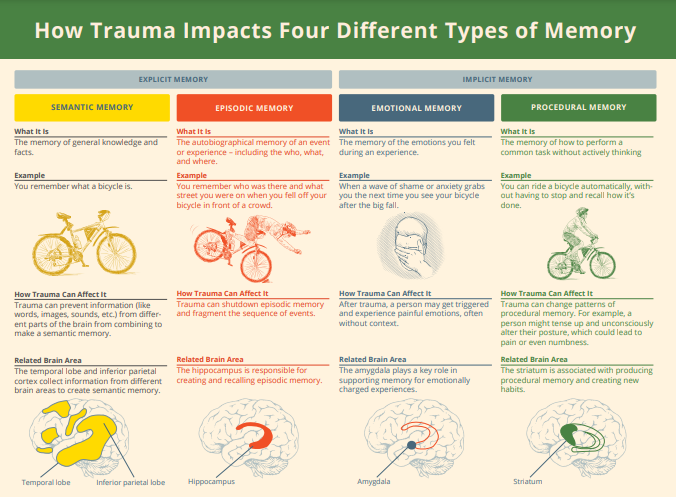 How Trauma Impacts Four Different Types of Memory
EXPLICIT MEMORY
IMPLICIT MEMORY
SEMANTIC MEMORY
What It Is
The memory of general knowledge and
facts.
Example
You remember what a bicycle is.
How Trauma Can Affect It
Trauma can prevent information (like
words, images, sounds, etc.) from differ-
ent parts of the brain from combining to
make a semantic memory.
Related Brain Area
The temporal lobe and inferior parietal
cortex collect information from different
brain areas to create semantic memory.
Temporal lobe
Inferior parietal lobe
EPISODIC MEMORY
What It Is
The autobiographical memory of an event
or experience – including the who, what,
and where.
Example
You remember who was there and what
street you were on when you fell off your
bicycle in front of a crowd.
How Trauma Can Affect It
Trauma can shutdown episodic memory
and fragment the sequence of events.
Related Brain Area
The hippocampus is responsible for
creating and recalling episodic memory.
Hippocampus
EMOTIONAL MEMORY
What It Is
The memory of the emotions you felt
during an experience.
Example
When a wave of shame or anxiety grabs
you the next time you see your bicycle
after the big fall.
How Trauma Can Affect It
After trauma, a person may get triggered
and experience painful emotions, often
without context.
Related Brain Area
The amygdala plays a key role in
supporting memory for emotionally
charged experiences.
Amygdala
PROCEDURAL MEMORY
What It Is
The memory of how to perform a
common task without actively thinking
Example
You can ride a bicycle automatically, with-
out having to stop and recall how it's
done.
How Trauma Can Affect It
Trauma can change patterns of
procedural memory. For example, a
person might tense up and unconsciously
alter their posture, which could lead to
pain or even numbness.
Related Brain Area
The striatum is associated with producing
procedural memory and creating new
habits.
Striatum